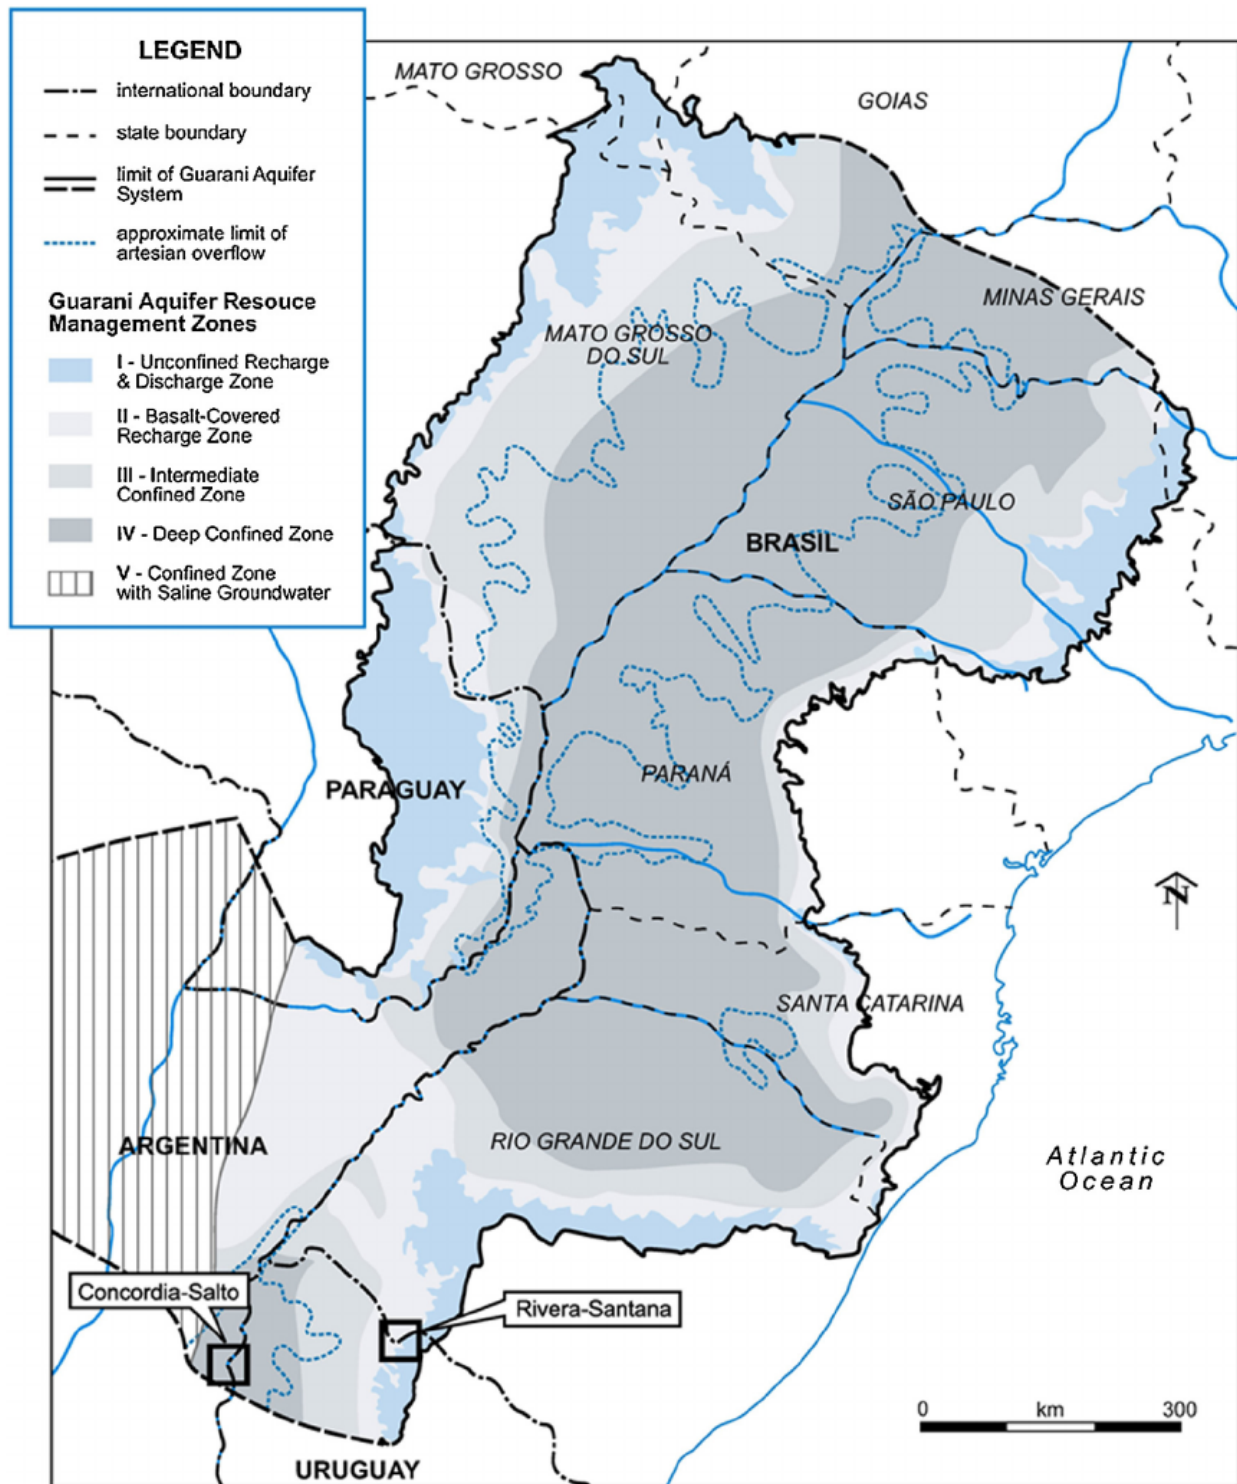 LEGEND
international boundary
state boundary
limit of Guarani Aquifer
System
approximate limit of
artesian overflow
Guarani Aquifer Resouce
Management Zones
I - Unconfined Recharge
& Discharge Zone
II - Basalt-Covered
Recharge Zone
III - Intermediate
Confined Zone
IV - Deep Confined Zone
V - Confined Zone
with Saline Groundwater
MATO GROSSO
GOIAS
MINAS GERAIS
MATO GROSSO
DO SUL
SÃO PAULO
BRASIL
PARANÁ
PARAGUAY
N
SANTA CATARINA
ARGENTINA
RIO GRANDE DO SUL
Atlantic
Ocean
Concordia-Salto
Rivera-Santana
0 km 300
URUGUAY